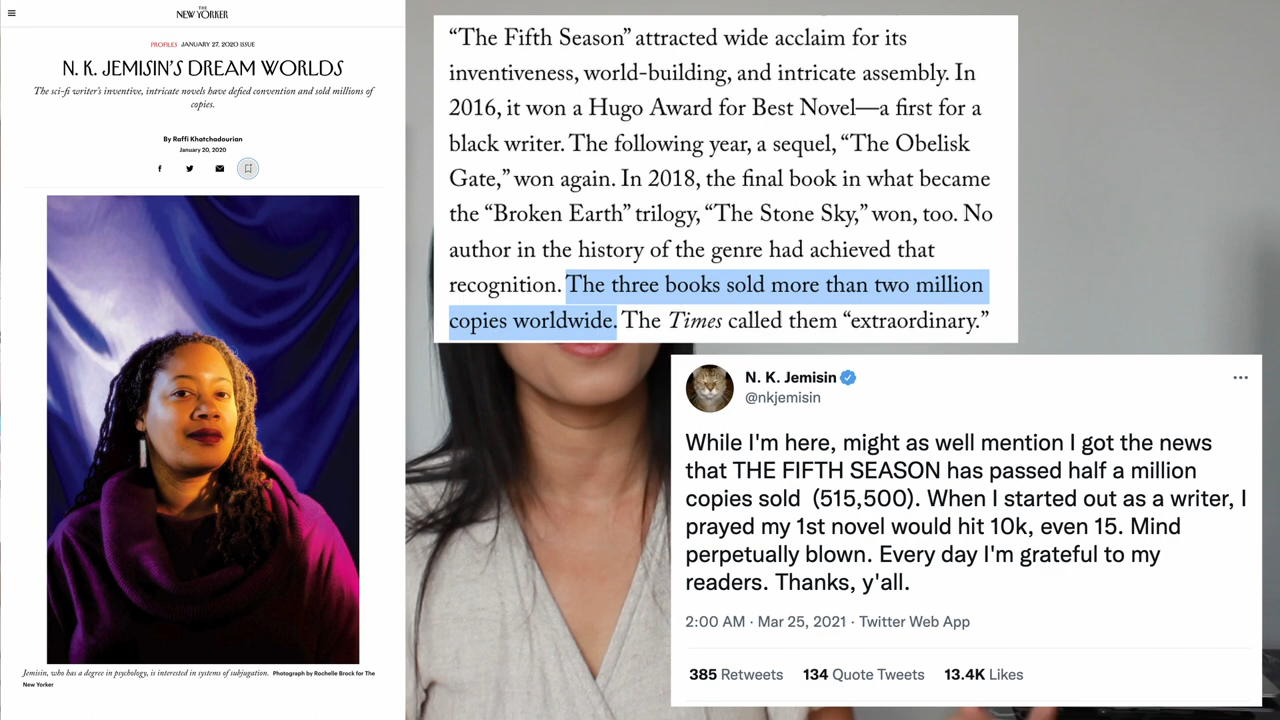 THE
NEW YORKER
PROFILES JANUARY 27, 2020 ISSUE
N. K. JEMISIN'S DREAM WORLDS
The sci-fi writer's inventive, intricate novels have defied convention and sold millions of
copies.
By Raffi Khatchadourian
January 20, 2020
Jemisin, who has a degree in psychology, is interested in systems of subjugation. Photograph by Rochelle Brock for The
New Yorker
“The Fifth Season” attracted wide acclaim for its
inventiveness, world-building, and intricate assembly. In
2016, it won a Hugo Award for Best Novel—a first for a
black writer. The following year, a sequel, “The Obelisk
Gate,” won again. In 2018, the final book in what became
the “Broken Earth” trilogy, “The Stone Sky,” won, too. No
author in the history of the genre had achieved that
recognition. The three books sold more than two million
copies worldwide. The Times called them “extraordinary.”
N. K. Jemisin
@nkjemisin
While I'm here, might as well mention I got the news
that THE FIFTH SEASON has passed half a million
copies sold (515,500). When I started out as a writer, I
prayed my 1st novel would hit 10k, even 15. Mind
perpetually blown. Every day I'm grateful to my
readers. Thanks, y'all.
2:00 AM · Mar 25, 2021 · Twitter Web App
385 Retweets 134 Quote Tweets 13.4K Likes